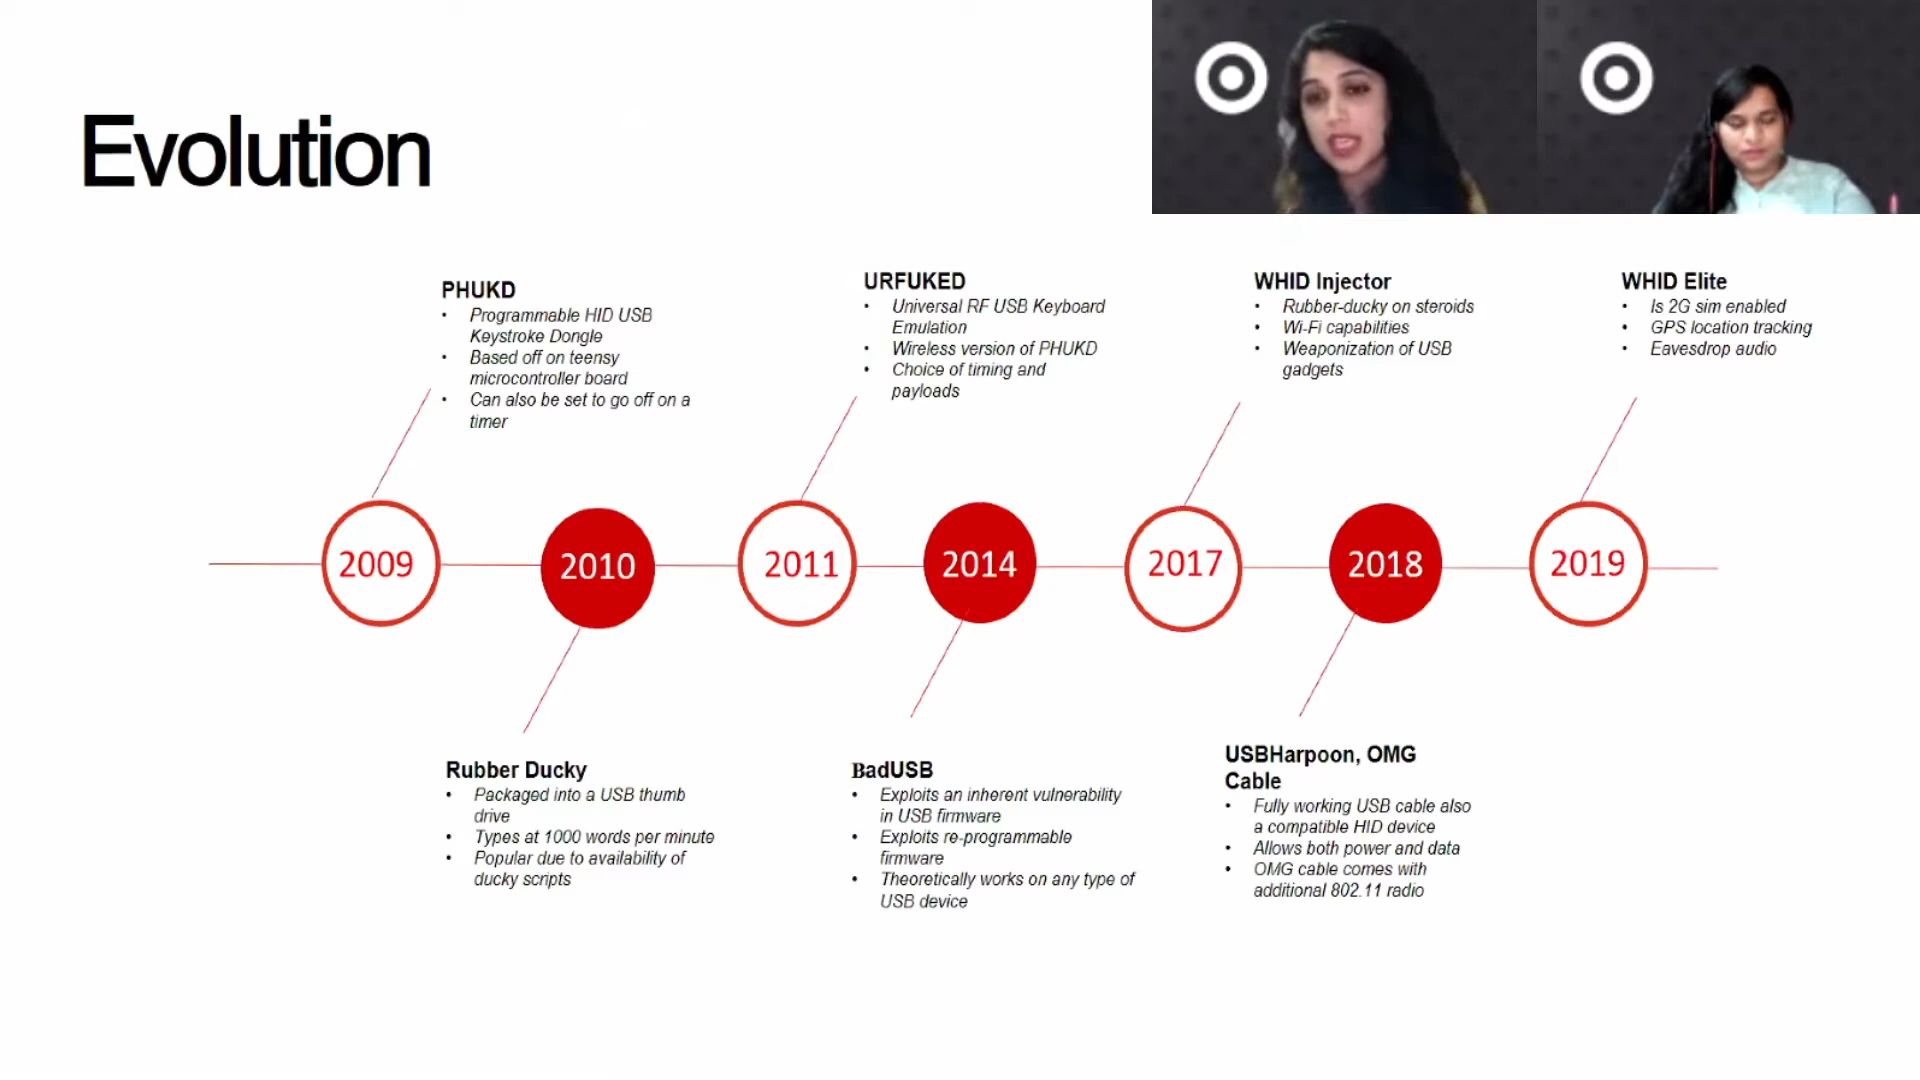 Evolution
PHUKD
• Programmable HID USB
Keystroke Dongle
• Based off on teensy
microcontroller board
• Can also be set to go off on a
timer
URFUKED
• Universal RF USB Keyboard
Emulation
• Wireless version of PHUKD
• Choice of timing and
payloads
WHID Injector
• Rubber-ducky on steroids
• Wi-Fi capabilities
• Weaponization of USB
gadgets
WHID Elite
• Is 2G sim enabled
• GPS location tracking
• Eavesdrop audio
2009
2010
2011
2014
2017
2018
2019
Rubber Ducky
• Packaged into a USB thumb
drive
• Types at 1000 words per minute
• Popular due to availability of
ducky scripts
BadUSB
• Exploits an inherent vulnerability
in USB firmware
• Exploits re-programmable
firmware
• Theoretically works on any type of
USB device
USBHarpoon, OMG
Cable
• Fully working USB cable also
a compatible HID device
• Allows both power and data
• OMG cable comes with
additional 802.11 radio